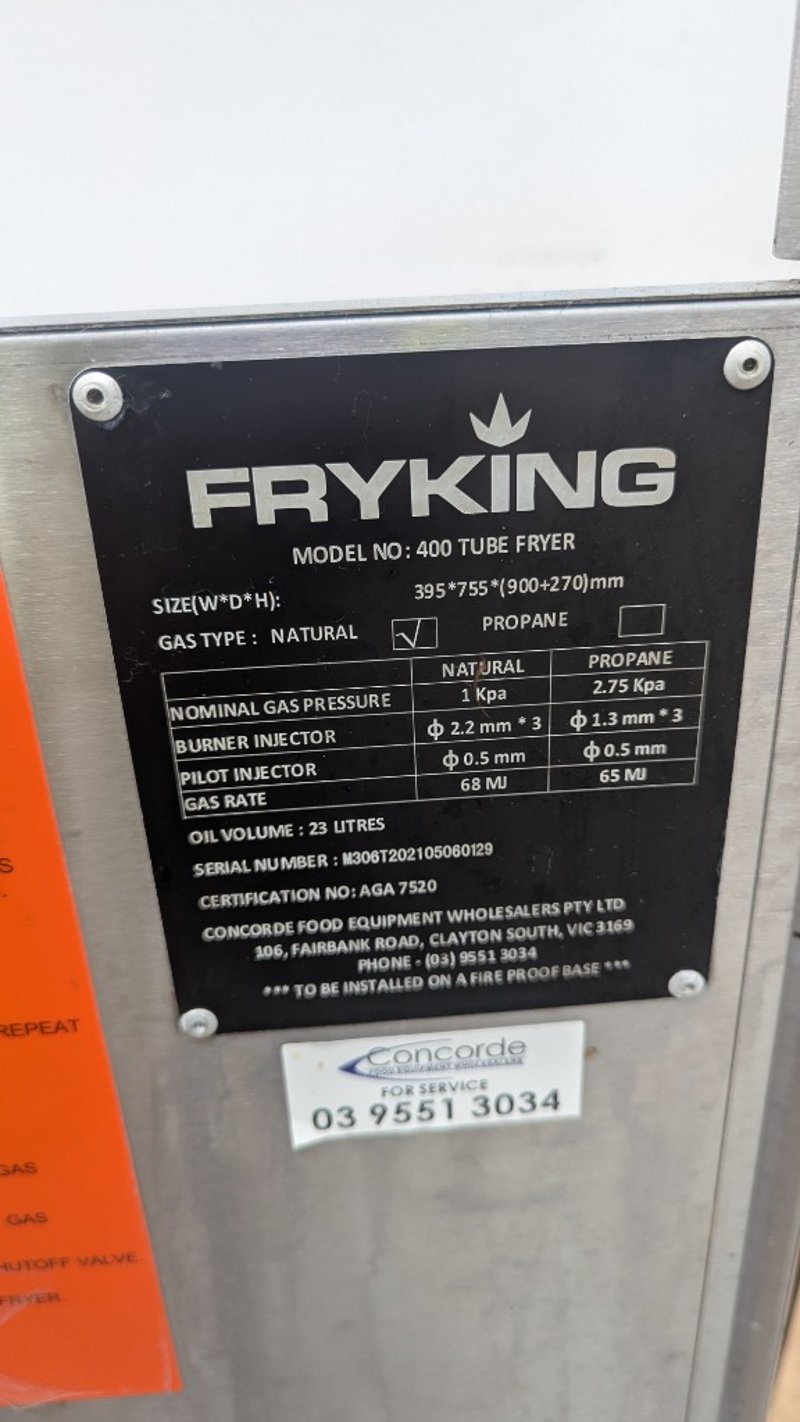 FRYKING
MODEL NO: 400 TUBE FRYER
SIZE(W*D*H): 395*755*(900+270)mm
GAS TYPE : NATURAL √ PROPANE
NATURAL PROPANE
NOMINAL GAS PRESSURE 1 Kpa 2.75 Kpa
BURNER INJECTOR ϕ 2.2 mm * 3 ϕ 1.3 mm * 3
PILOT INJECTOR ϕ 0.5 mm ϕ 0.5 mm
GAS RATE 68 MJ 65 MJ
OIL VOLUME : 23 LITRES
SERIAL NUMBER : M306T202105060129
CERTIFICATION NO: AGA 7520
CONCORDE FOOD EQUIPMENT WHOLESALERS PTY LTD
106, FAIRBANK ROAD, CLAYTON SOUTH, VIC 3169
PHONE - (03) 9551 3034
*** TO BE INSTALLED ON A FIRE PROOF BASE ***
Concorde
FOOD EQUIPMENT WHOLESALERS
FOR SERVICE
03 9551 3034
S
REPEAT
GAS
GAS
HUTOFF VALVE
FRYER